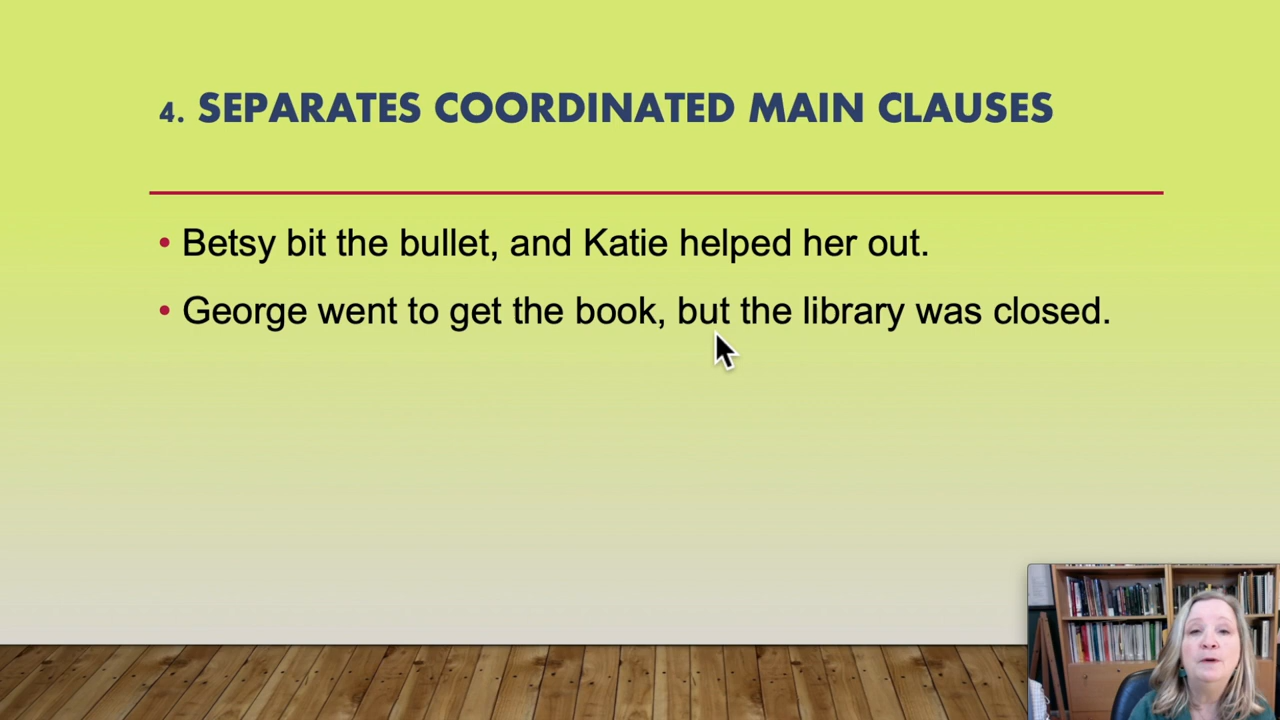 4. SEPARATES COORDINATED MAIN CLAUSES
• Betsy bit the bullet, and Katie helped her out.
• George went to get the book, but the library was closed.